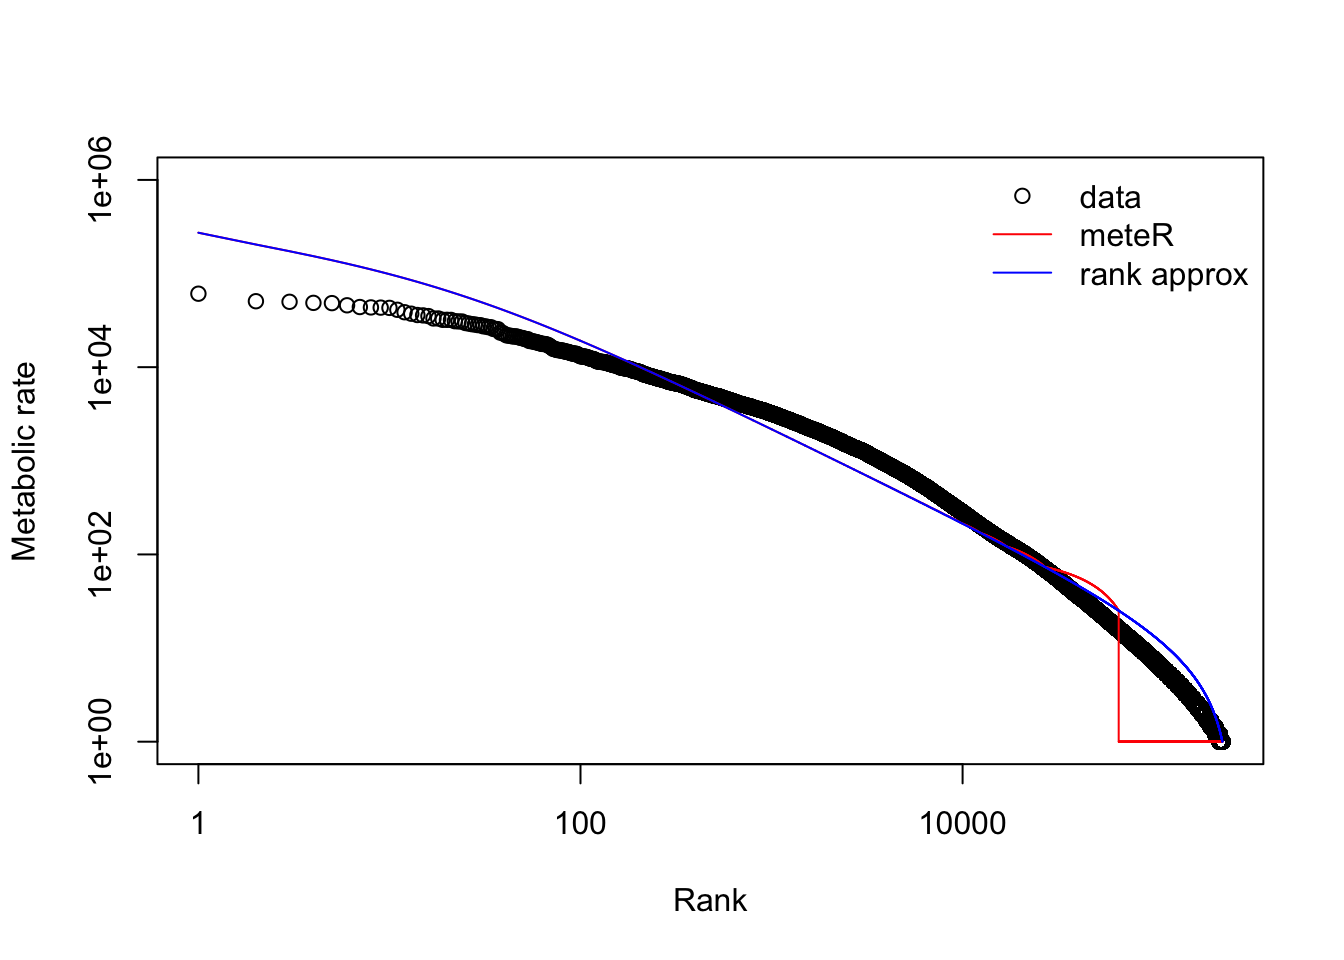 data
meteR
rank approx
Metabolic rate
1e+06
1e+04
1e+02
1e+00
1
100
10000
Rank